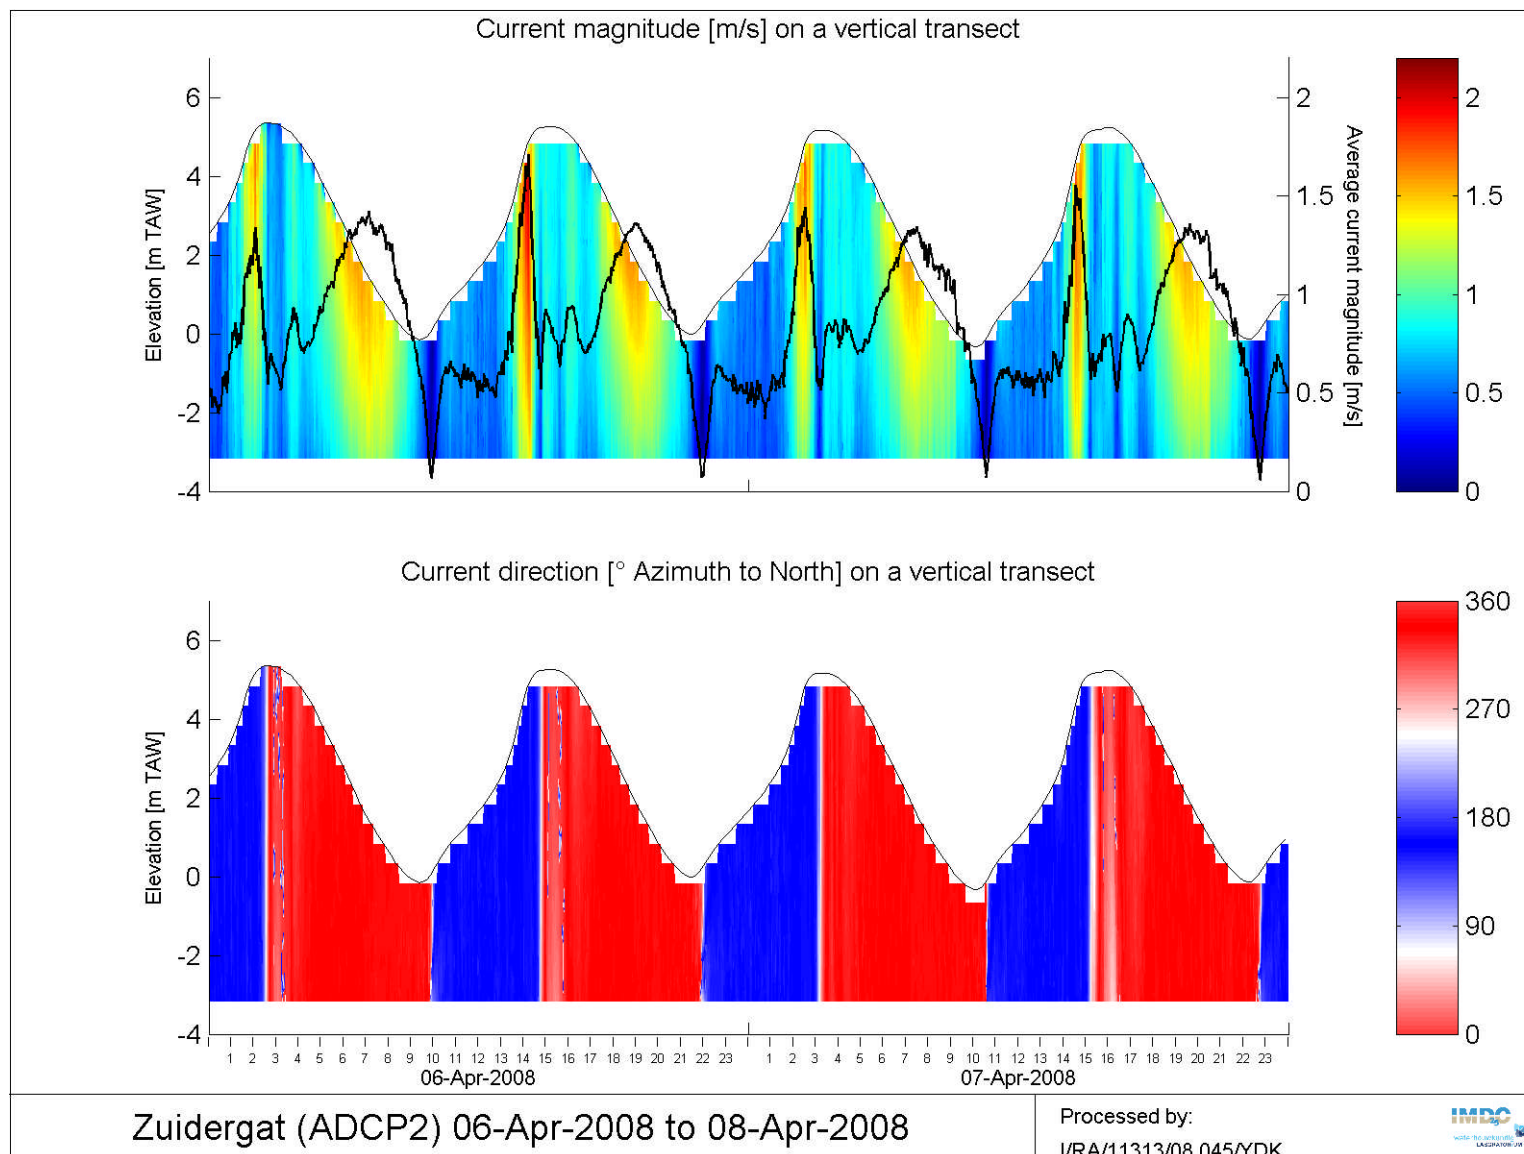 Current magnitude [m/s] on a vertical transect
6
4
2
0
-2
-4
Elevation [m TAW]
2
1.5
1
0.5
0
Average current magnitude [m/s]
2
1.5
1
0.5
0
Current direction [° Azimuth to North] on a vertical transect
6
4
2
0
-2
-4
Elevation [m TAW]
360
270
180
90
0
1 2 3 4 5 6 7 8 9 10 11 12 13 14 15 16 17 18 19 20 21 22 23 1 2 3 4 5 6 7 8 9 10 11 12 13 14 15 16 17 18 19 20 21 22 23
06-Apr-2008 07-Apr-2008
Zuidergat (ADCP2) 06-Apr-2008 to 08-Apr-2008
Processed by:
I/RA/11313/08.045/YDK
IMDC
LABORATORIUM